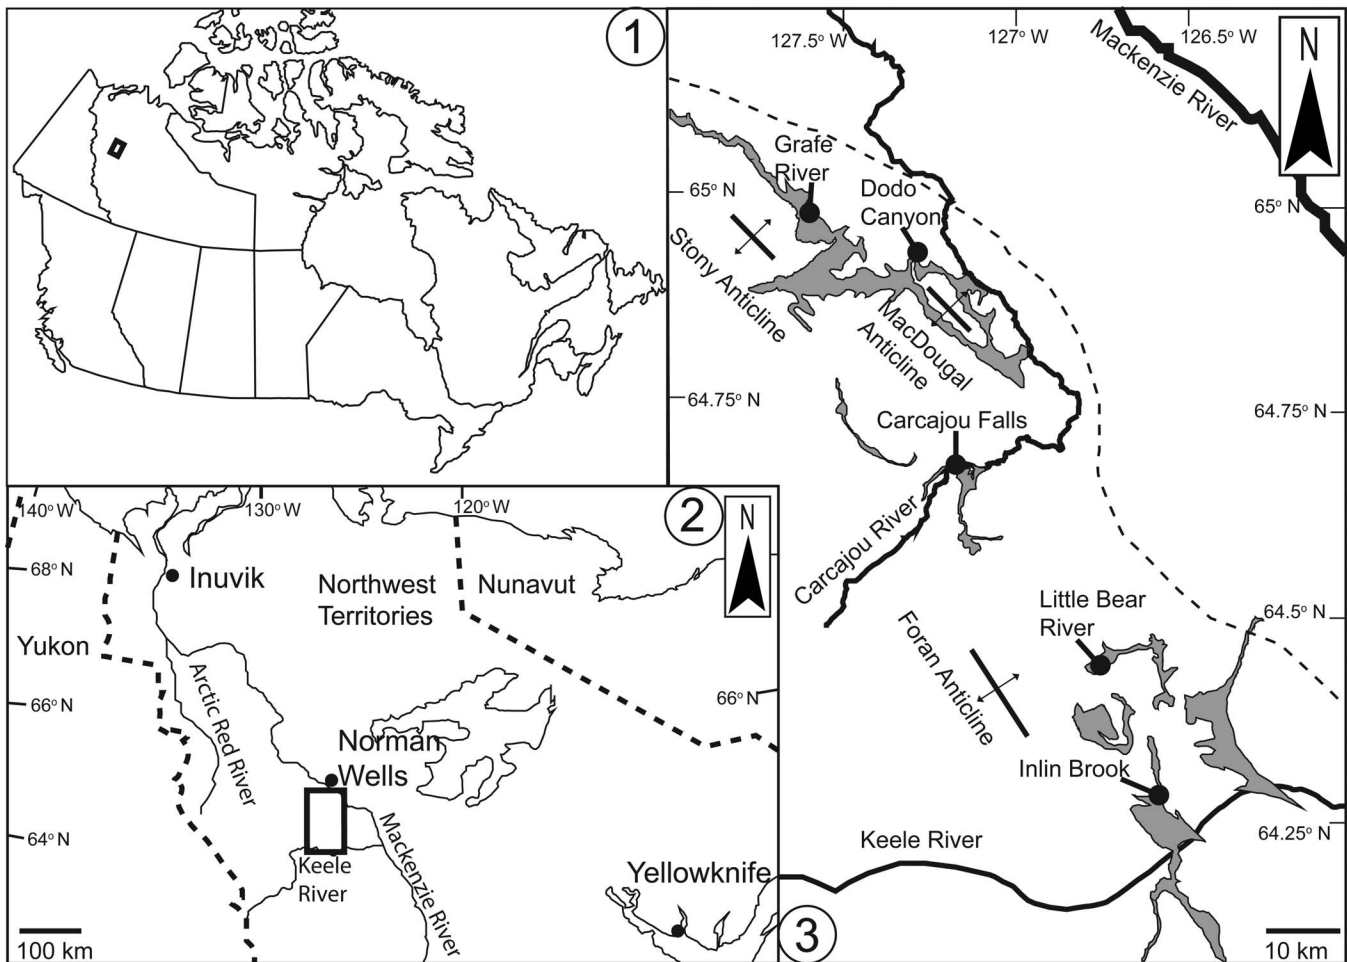 1
127.5° W
127° W
126.5° W
N
Mackenzie River
Grafe
River
65° N
65° N
Dodo
Canyon
Stony Anticline
MacDougal
Anticline
64.75° N
64.75° N
Carcajou Falls
Carcajou River
Little Bear
River
64.5° N
Foran Anticline
Inlin Brook
64.25° N
Keele River
3
10 km
140° W
130° W
120° W
2
N
68° N
Inuvik
Northwest
Territories
Nunavut
Yukon
Arctic Red River
66° N
66° N
Norman
Wells
64° N
Keele
River
Mackenzie River
Yellowknife
100 km